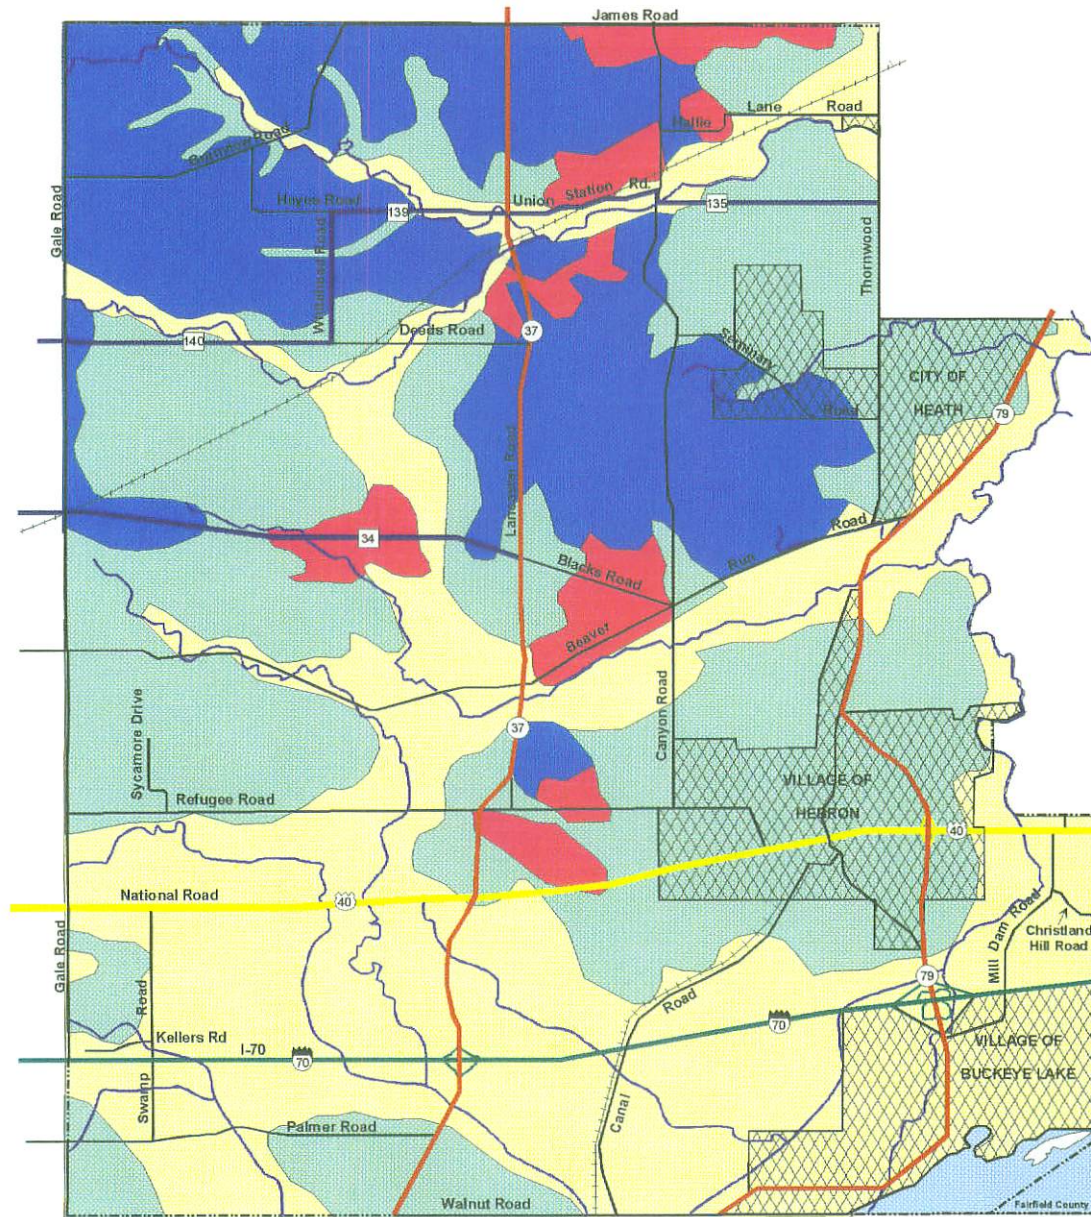 James Road
Lane Road
Hallie
Road
Union Station Rd.
Hayes Road
139
135
Gale Road
Thornwood
Deeds Road
140
37
Seminary
Road
CITY OF
HEATH
79
Lancaster Road
34
Blacks Road
Run Road
Beaver
Canyon Road
Sycamore Drive
37
Refugee Road
VILLAGE OF
HEBRON
40
National Road
40
Mill Dam Road
Christland
Hill Road
Gale Road
Swamp Road
Road
79
Kellers Rd
I-70
70
70
VILLAGE OF
BUCKEYE LAKE
Canal
Palmer Road
Walnut Road
Fairfield County